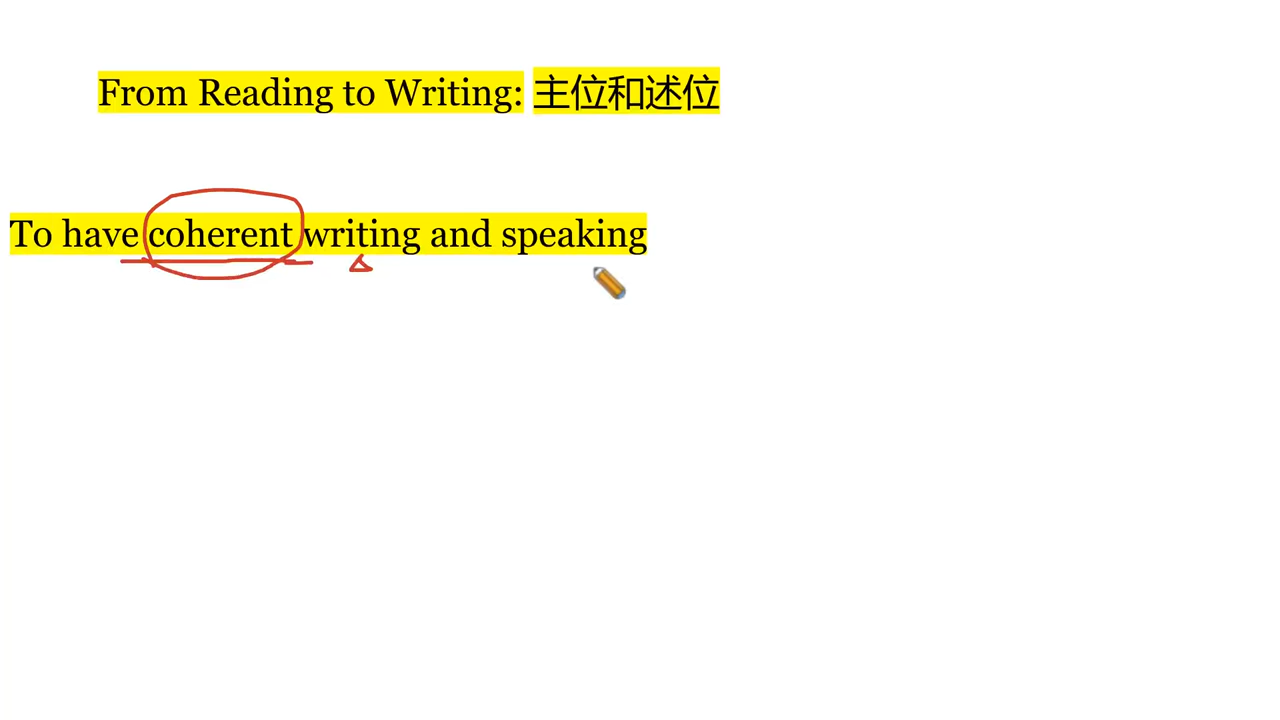 From Reading to Writing: 主位和述位
To have coherent writing and speaking